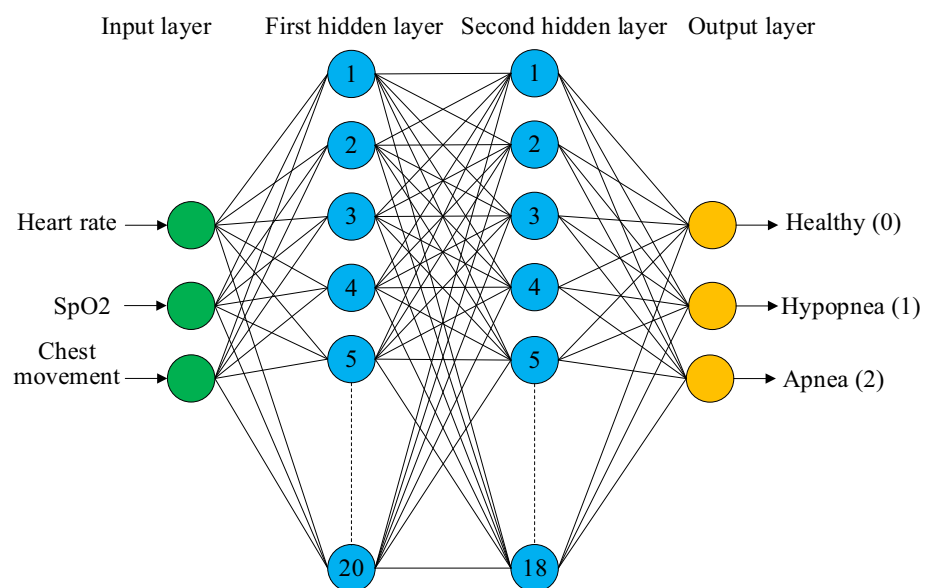 Input layer
First hidden layer
Second hidden layer
Output layer
1
1
2
2
Heart rate
3
3
Healthy (0)
SpO2
4
4
Hypopnea (1)
Chest
movement
5
5
Apnea (2)
20
18